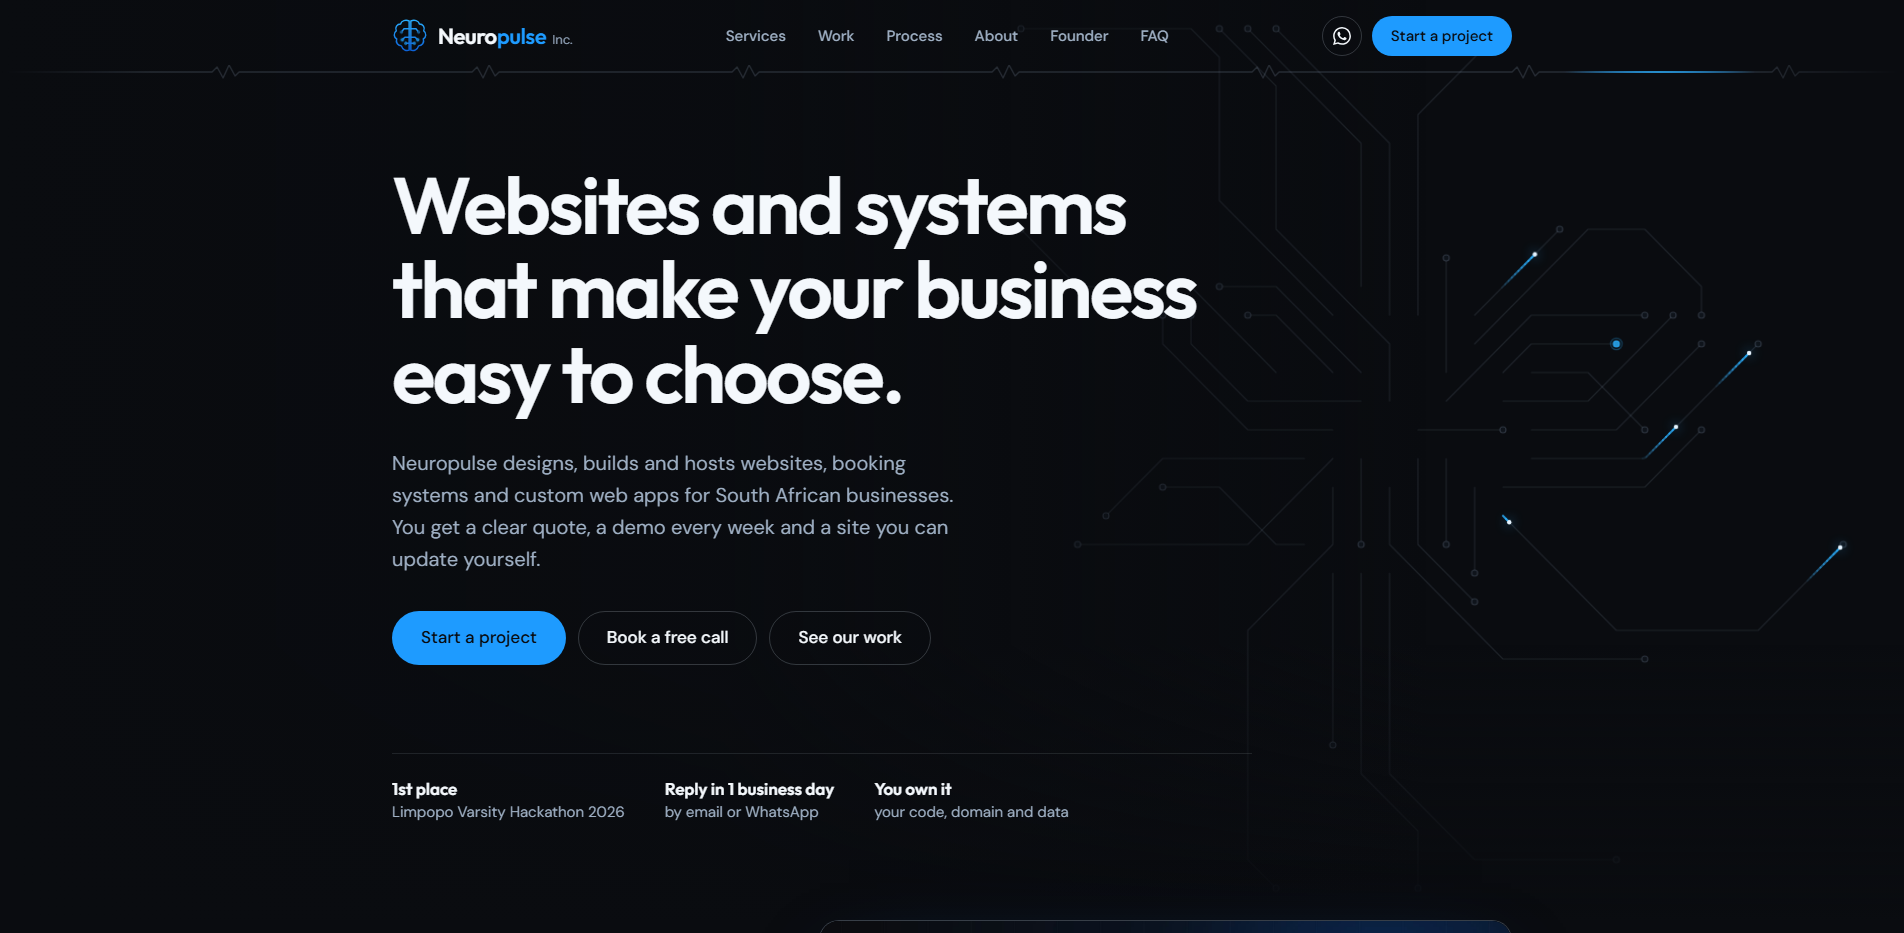 Neuropulse Inc.
Services Work Process About Founder FAQ
Start a project
Websites and systems
that make your business
easy to choose.
Neuropulse designs, builds and hosts websites, booking
systems and custom web apps for South African businesses.
You get a clear quote, a demo every week and a site you can
update yourself.
Start a project
Book a free call
See our work
1st place
Limpopo Varsity Hackathon 2026
Reply in 1 business day
by email or WhatsApp
You own it
your code, domain and data